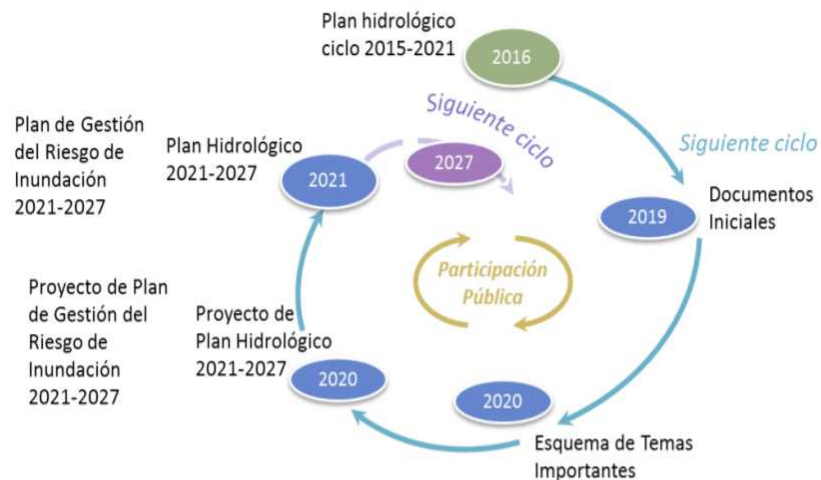 Plan hidrológico
ciclo 2015-2021
2016
Siguiente ciclo
2019
Documentos
Iniciales
2020
Esquema de Temas
Importantes
2020
Proyecto de
Plan Hidrológico
2021-2027
Proyecto de Plan
de Gestión del
Riesgo de
Inundación
2021-2027
2021
Plan Hidrológico
2021-2027
Plan de Gestión
del Riesgo de
Inundación
2021-2027
Siguiente ciclo
2027
Participación
Pública